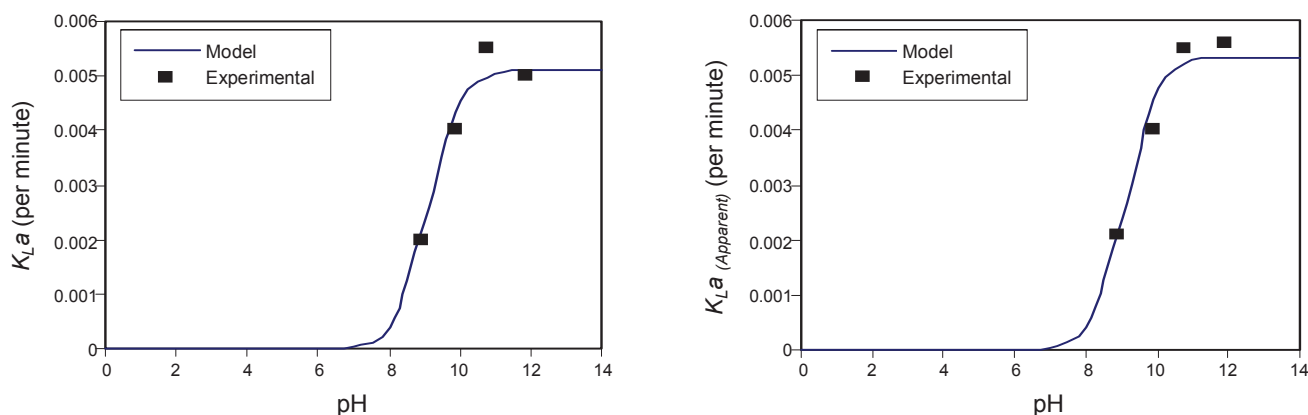 0.006
0.005
0.004
0.003
0.002
0.001
0
Model
Experimental
K_L a (per minute)
0 2 4 6 8 10 12 14
pH
0.006
0.005
0.004
0.003
0.002
0.001
0
Model
Experimental
K_L a (Apparent) (per minute)
0 2 4 6 8 10 12 14
pH